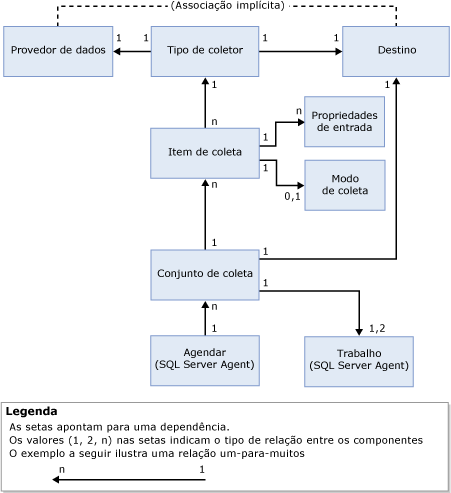 (Associação implícita)
Provedor de dados
1
1
Tipo de coletor
1
1
Destino
1
1
n
Item de coleta
1
n
Propriedades
de entrada
1
0,1
Modo
de coleta
n
1
Conjunto de coleta
1
1
n
1
1,2
Agendar
(SQL Server Agent)
Trabalho
(SQL Server Agent)
Legenda
As setas apontam para uma dependência.
Os valores (1, 2, n) nas setas indicam o tipo de relação entre os componentes
O exemplo a seguir ilustra uma relação um-para-muitos
n
1